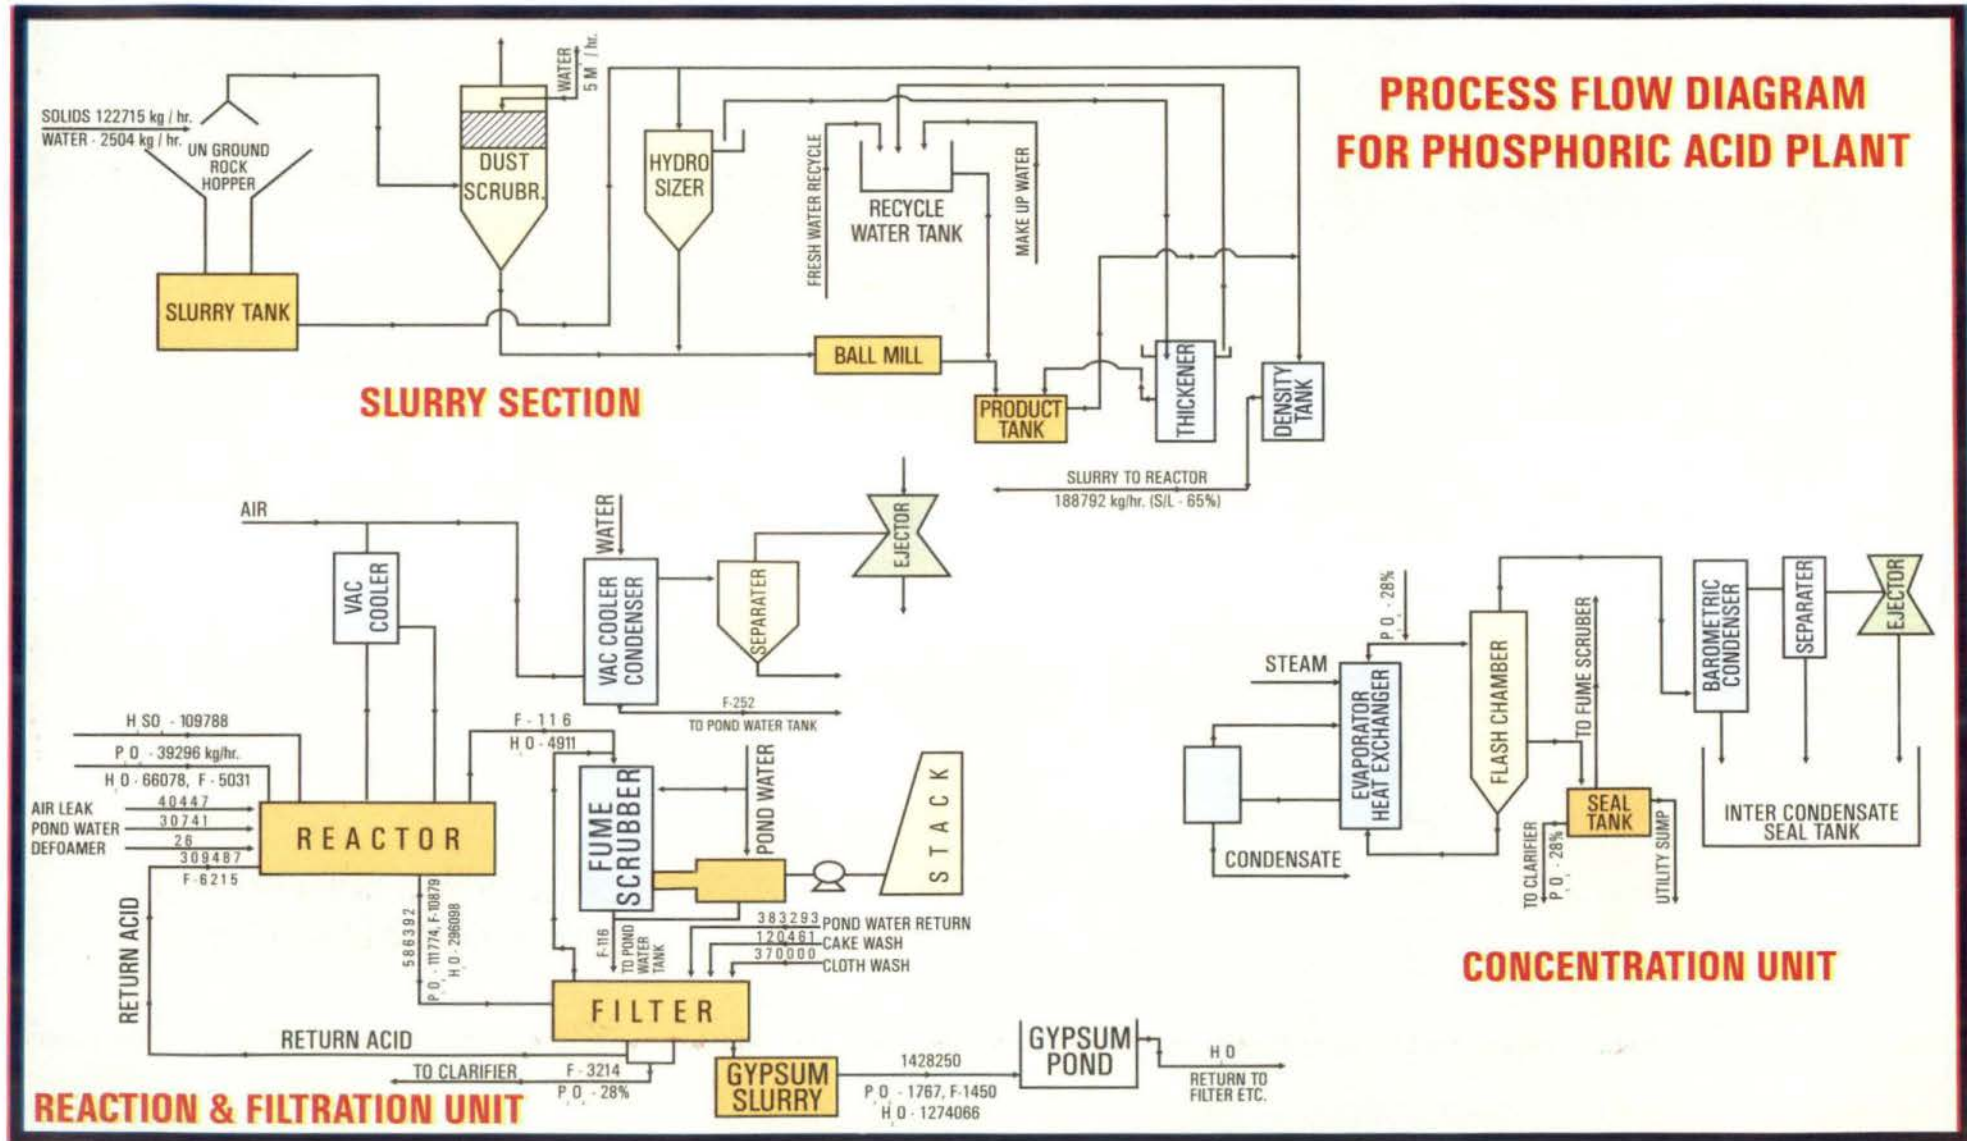 PROCESS FLOW DIAGRAM
FOR PHOSPHORIC ACID PLANT
SOLIDS 122715 kg / hr.
WATER - 2504 kg / hr.
UN GROUND
ROCK
HOPPER
SLURRY TANK
DUST
SCRUBR.
WATER
5 M / hr.
HYDRO
SIZER
FRESH WATER RECYCLE
RECYCLE
WATER TANK
MAKE UP WATER
BALL MILL
PRODUCT
TANK
THICKENER
DENSITY
TANK
SLURRY SECTION
SLURRY TO REACTOR
188792 kg/hr. (S/L - 65%)
AIR
VAC
COOLER
WATER
VAC COOLER
CONDENSER
SEPARATER
EJECTOR
F-252
TO POND WATER TANK
H SO - 109788
P O - 39296 kg/hr.
H O - 66078, F - 5031
AIR LEAK
40447
POND WATER
30741
DEFOAMER
26
309487
F-6215
REACTOR
F - 116
H O - 4911
FUME
SCRUBBER
POND WATER
STACK
RETURN ACID
586392
P O - 111774, F-10879
H O - 296098
F-116
TO POND
WATER
TANK
383293 POND WATER RETURN
120461 CAKE WASH
370000 CLOTH WASH
FILTER
RETURN ACID
TO CLARIFIER
F - 3214
P O - 28%
GYPSUM
SLURRY
1428250
P O - 1767, F-1450
H O - 1274066
GYPSUM
POND
H O
RETURN TO
FILTER ETC.
REACTION & FILTRATION UNIT
P O - 28%
STEAM
EVAPORATOR
HEAT EXCHANGER
CONDENSATE
FLASH CHAMBER
TO FUME SCRUBER
SEAL
TANK
TO CLARIFIER
P O - 28%
UTILITY SUMP
BAROMETRIC
CONDENSER
SEPARATER
EJECTOR
INTER CONDENSATE
SEAL TANK
CONCENTRATION UNIT